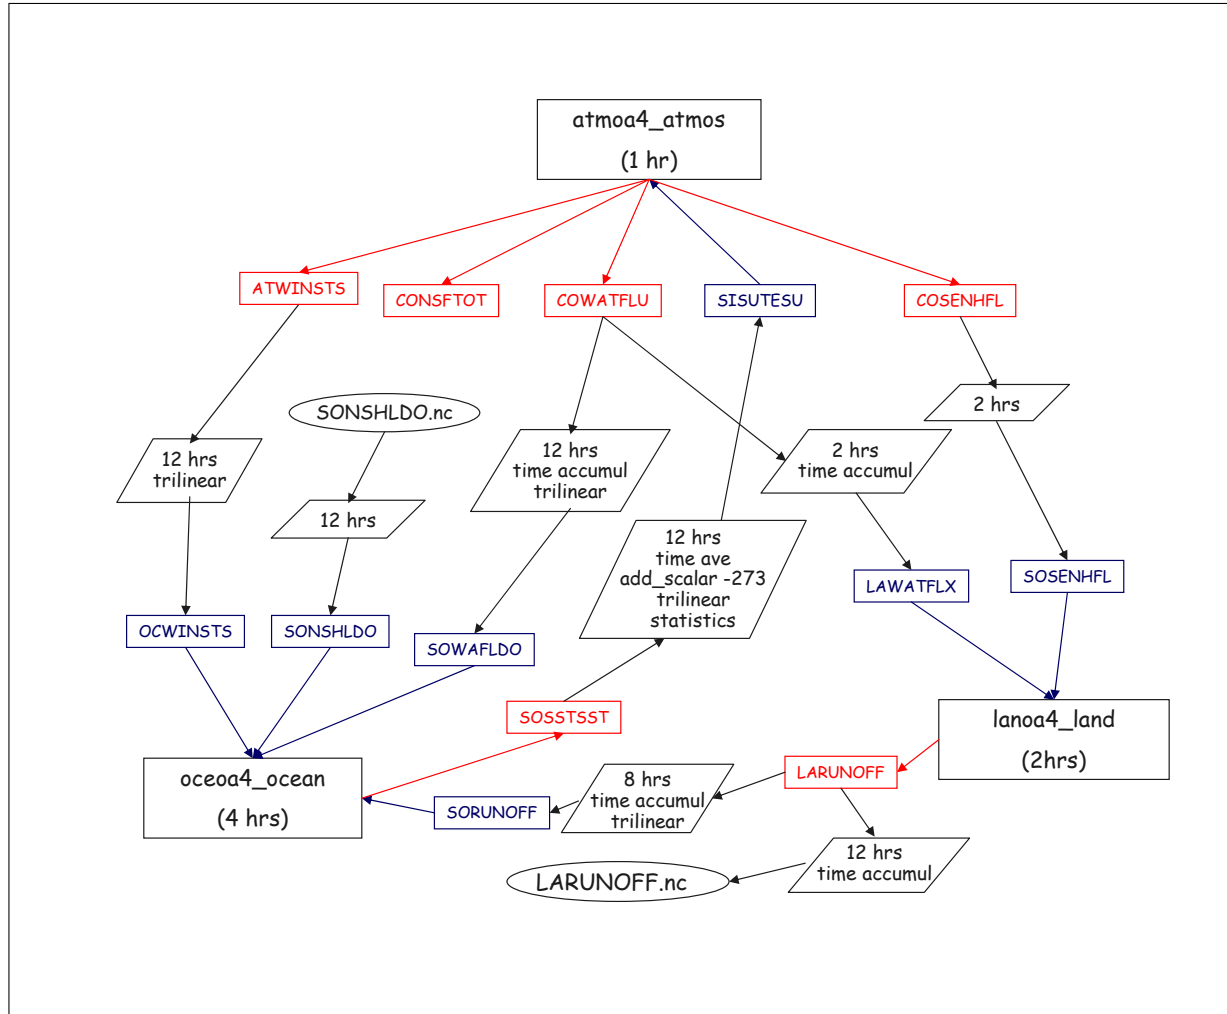 atmoa4_atmos
(1 hr)
ATWINSTS
CONSFTOT
COWATFLU
SISUTESU
COSENHFL
SONSHLDO.nc
2 hrs
12 hrs
trilinear
12 hrs
time accumul
trilinear
2 hrs
time accumul
12 hrs
12 hrs
time ave
add_scalar -273
trilinear
statistics
LAWATFLX
SOSENHFL
OCWINSTS
SONSHLDO
SOWAFLDO
SOSSTSST
lanoa4_land
(2hrs)
oceoa4_ocean
(4 hrs)
LARUNOFF
8 hrs
time accumul
trilinear
SORUNOFF
12 hrs
time accumul
LARUNOFF.nc